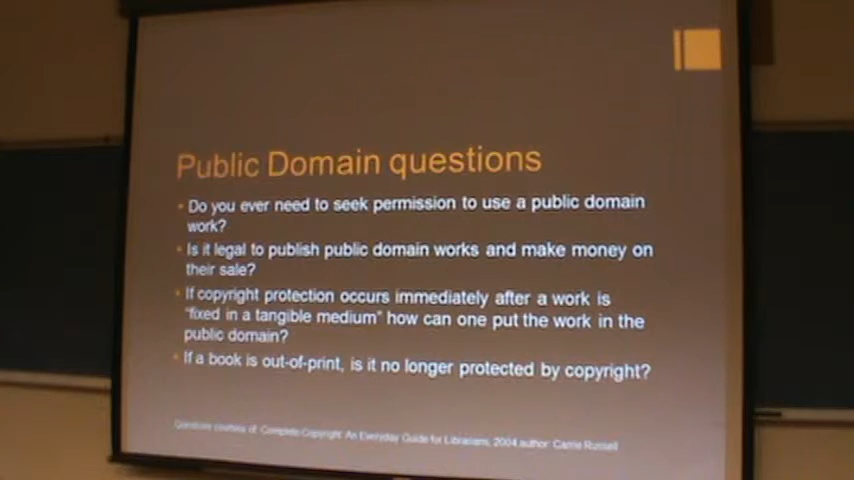 Public Domain questions
• Do you ever need to seek permission to use a public domain
work?
• Is it legal to publish public domain works and make money on
their sale?
• If copyright protection occurs immediately after a work is
"fixed in a tangible medium" how can one put the work in the
public domain?
• If a book is out-of-print, is it no longer protected by copyright?
Questions courtesy of: Complete Copyright: An Everyday Guide for Librarians, 2004 author: Carrie Russell